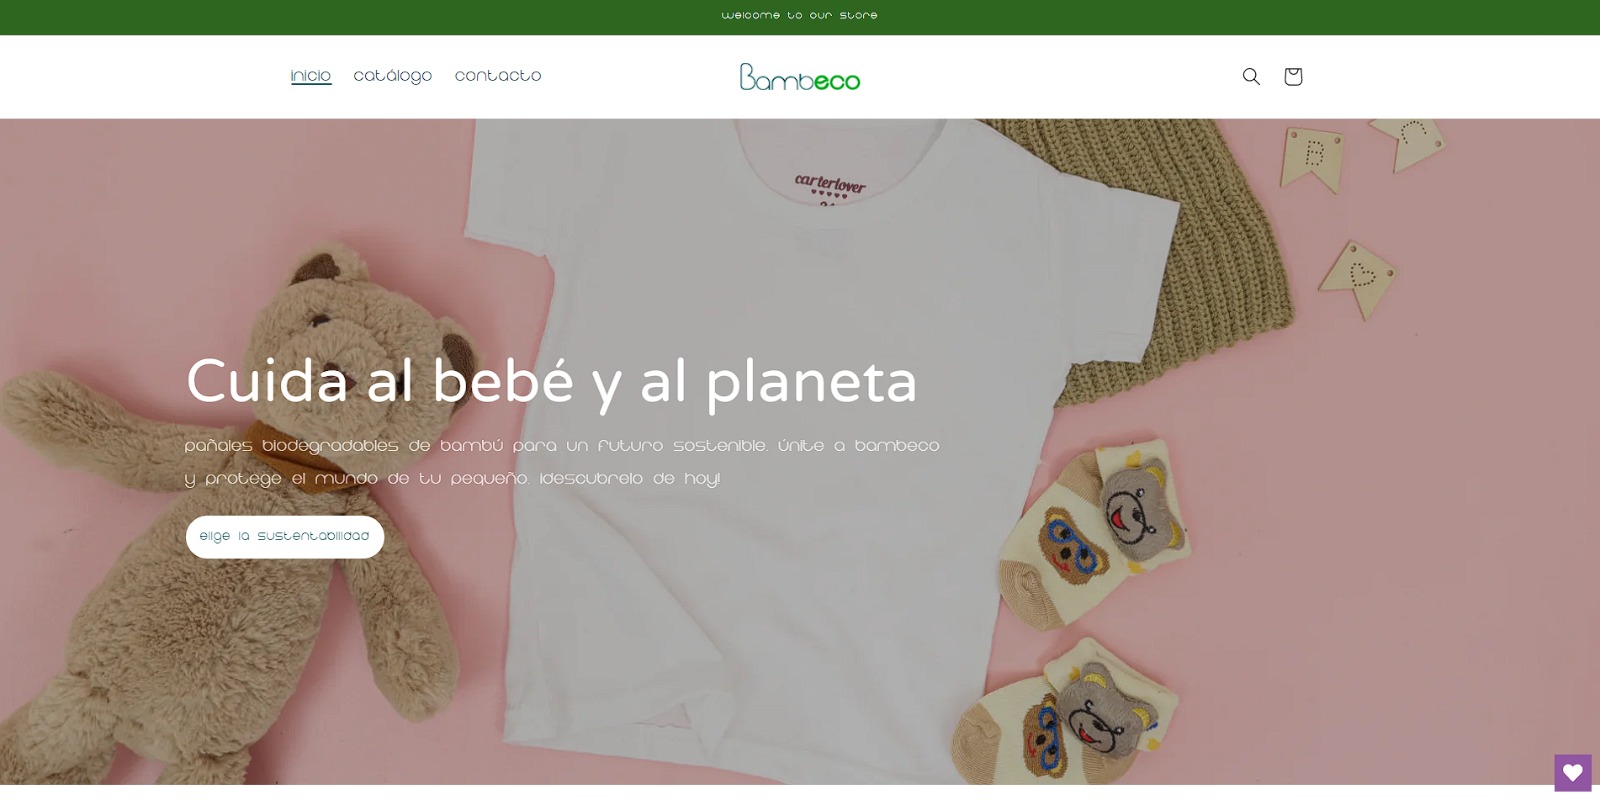 welcome to our store
inicio catálogo contacto
Bambeco
carterlover
B
Cuida al bebé y al planeta
pañales biodegradables de bambú para un futuro sostenible. únite a bambeco
y protege el mundo de tu pequeño. ¡descubrelo de hoy!
elige la sustentabilidad